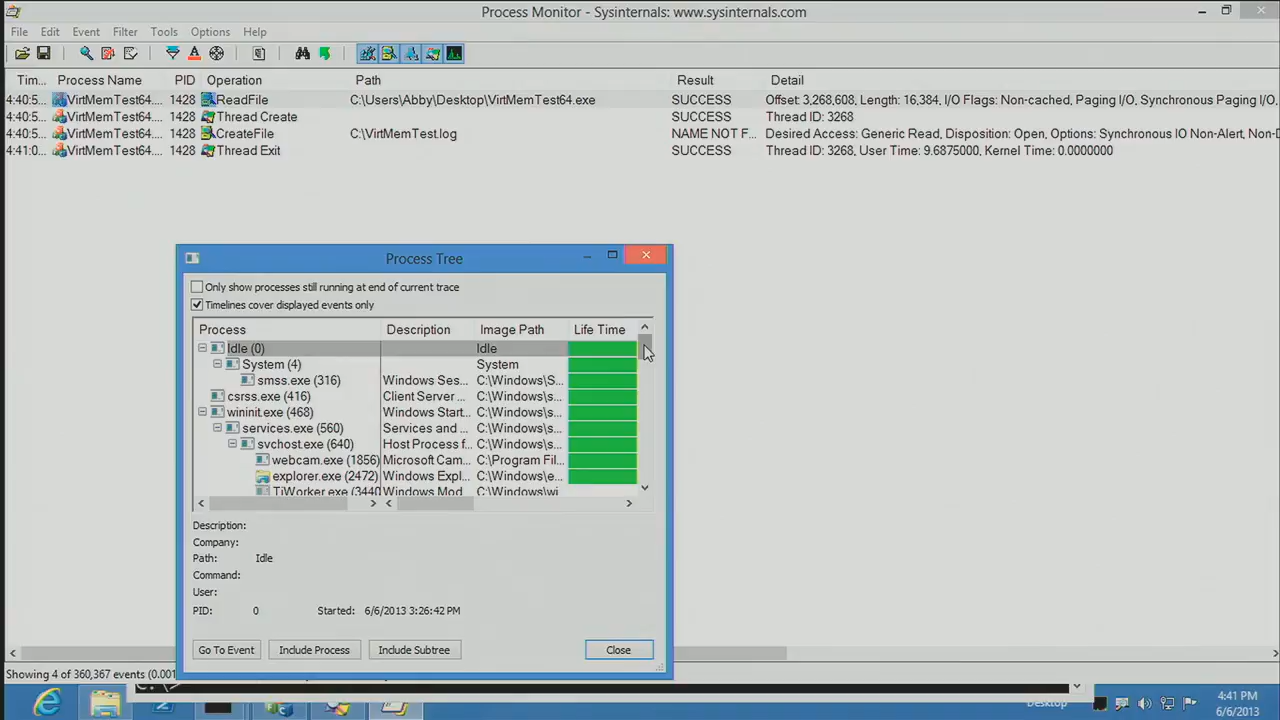 Process Monitor - Sysinternals: www.sysinternals.com
File Edit Event Filter Tools Options Help
Tim... Process Name PID Operation Path Result Detail
4:40:5... VirtMemTest64.... 1428 ReadFile C:\Users\Abby\Desktop\VirtMemTest64.exe SUCCESS Offset: 3,268,608, Length: 16,384, I/O Flags: Non-cached, Paging I/O, Synchronous Paging I/O,
4:40:5... VirtMemTest64.... 1428 Thread Create SUCCESS Thread ID: 3268
4:40:5... VirtMemTest64.... 1428 CreateFile C:\VirtMemTest.log NAME NOT F... Desired Access: Generic Read, Disposition: Open, Options: Synchronous IO Non-Alert, Non-D
4:41:0... VirtMemTest64.... 1428 Thread Exit SUCCESS Thread ID: 3268, User Time: 9.6875000, Kernel Time: 0.0000000
Process Tree
Only show processes still running at end of current trace
Timelines cover displayed events only
Process Description Image Path Life Time
Idle (0) Idle
System (4) System
smss.exe (316) Windows Ses... C:\Windows\S...
csrss.exe (416) Client Server ... C:\Windows\s...
wininit.exe (468) Windows Start... C:\Windows\s...
services.exe (560) Services and ... C:\Windows\s...
svchost.exe (640) Host Process f... C:\Windows\s...
webcam.exe (1856) Microsoft Cam... C:\Program Fil...
explorer.exe (2472) Windows Expl... C:\Windows\e...
TiWorker.exe (3440 Windows Mod C:\Windows\wi
Description:
Company:
Path: Idle
Command:
User:
PID: 0 Started: 6/6/2013 3:26:42 PM
Go To Event Include Process Include Subtree Close
Showing 4 of 360,367 events (0.001
C:\>
Desktop
4:41 PM
6/6/2013